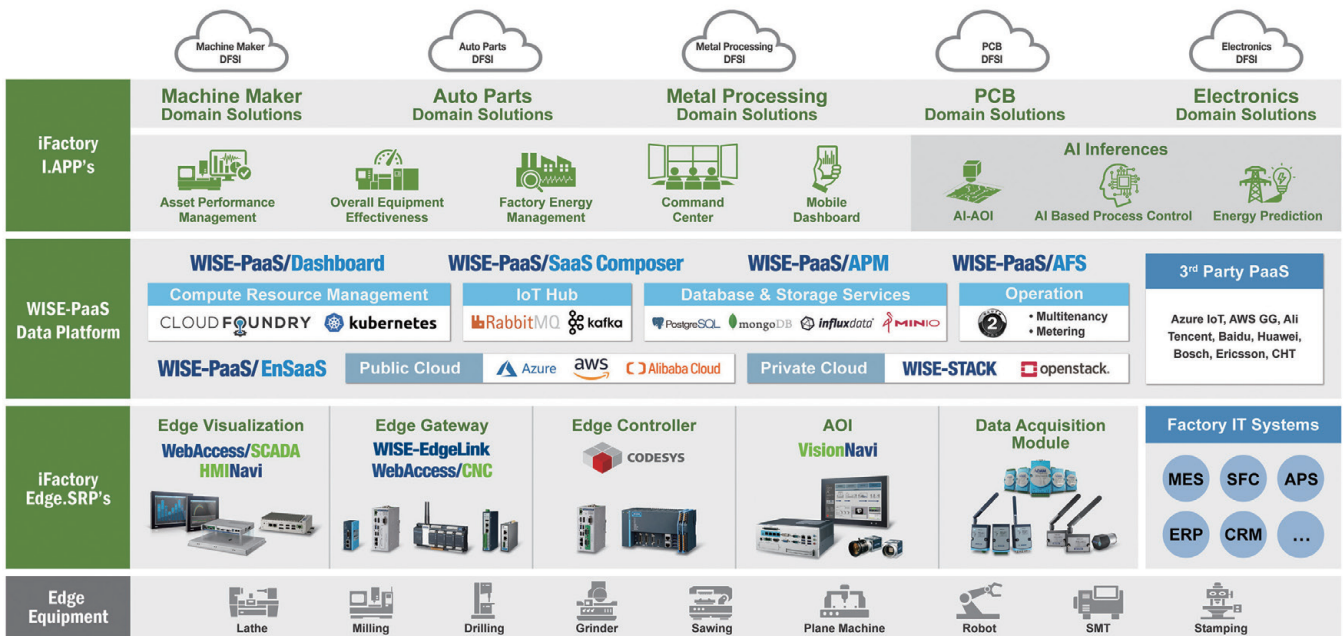 Machine Maker
DFSI
Auto Parts
DFSI
Metal Processing
DFSI
PCB
DFSI
Electronics
DFSI
iFactory
I.APP's
Machine Maker
Domain Solutions
Auto Parts
Domain Solutions
Metal Processing
Domain Solutions
PCB
Domain Solutions
Electronics
Domain Solutions
Asset Performance
Management
Overall Equipment
Effectiveness
Factory Energy
Management
Command
Center
Mobile
Dashboard
AI Inferences
AI-AOI
AI Based Process Control
Energy Prediction
WISE-PaaS
Data Platform
WISE-PaaS/Dashboard
WISE-PaaS/SaaS Composer
WISE-PaaS/APM
WISE-PaaS/AFS
Compute Resource Management
CLOUD FOUNDRY
kubernetes
IoT Hub
RabbitMQ
kafka
Database & Storage Services
PostgreSQL
mongoDB
influxdata
MINIO
Operation
2
• Multitenancy
• Metering
WISE-PaaS/EnSaaS
Public Cloud
Azure
aws
Alibaba Cloud
Private Cloud
WISE-STACK
openstack.
3rd Party PaaS
Azure IoT, AWS GG, Ali
Tencent, Baidu, Huawei,
Bosch, Ericsson, CHT
iFactory
Edge.SRP's
Edge Visualization
WebAccess/SCADA
HMINavi
Edge Gateway
WISE-EdgeLink
WebAccess/CNC
Edge Controller
CODESYS
AOI
VisionNavi
Data Acquisition
Module
Factory IT Systems
MES
SFC
APS
ERP
CRM
...
Edge
Equipment
Lathe
Milling
Drilling
Grinder
Sawing
Plane Machine
Robot
SMT
Stamping